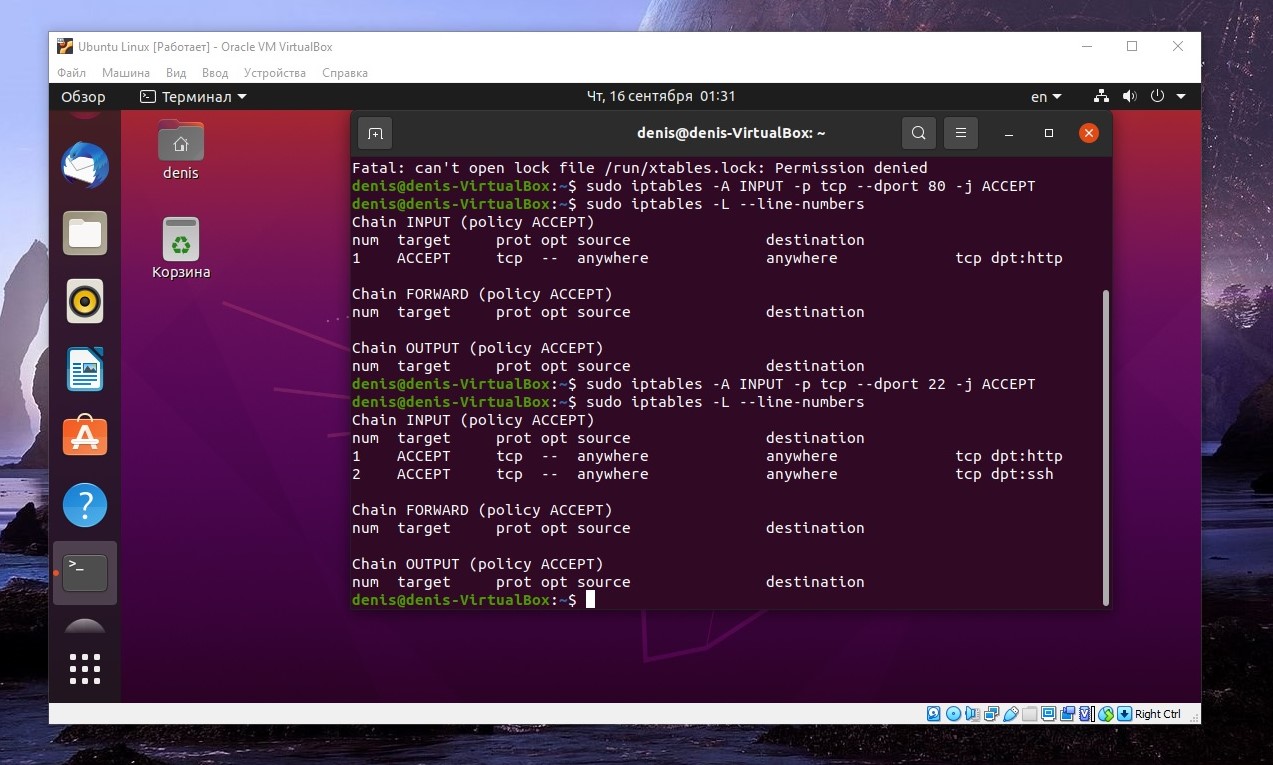 Ubuntu Linux [Работает] - Oracle VM VirtualBox
Файл Машина Вид Ввод Устройства Справка
Обзор Терминал Чт, 16 сентября 01:31 en
denis@denis-VirtualBox: ~
denis
Корзина
Fatal: can't open lock file /run/xtables.lock: Permission denied
denis@denis-VirtualBox:~$ sudo iptables -A INPUT -p tcp --dport 80 -j ACCEPT
denis@denis-VirtualBox:~$ sudo iptables -L --line-numbers
Chain INPUT (policy ACCEPT)
num target prot opt source destination
1 ACCEPT tcp -- anywhere anywhere tcp dpt:http
Chain FORWARD (policy ACCEPT)
num target prot opt source destination
Chain OUTPUT (policy ACCEPT)
num target prot opt source destination
denis@denis-VirtualBox:~$ sudo iptables -A INPUT -p tcp --dport 22 -j ACCEPT
denis@denis-VirtualBox:~$ sudo iptables -L --line-numbers
Chain INPUT (policy ACCEPT)
num target prot opt source destination
1 ACCEPT tcp -- anywhere anywhere tcp dpt:http
2 ACCEPT tcp -- anywhere anywhere tcp dpt:ssh
Chain FORWARD (policy ACCEPT)
num target prot opt source destination
Chain OUTPUT (policy ACCEPT)
num target prot opt source destination
denis@denis-VirtualBox:~$
Right Ctrl